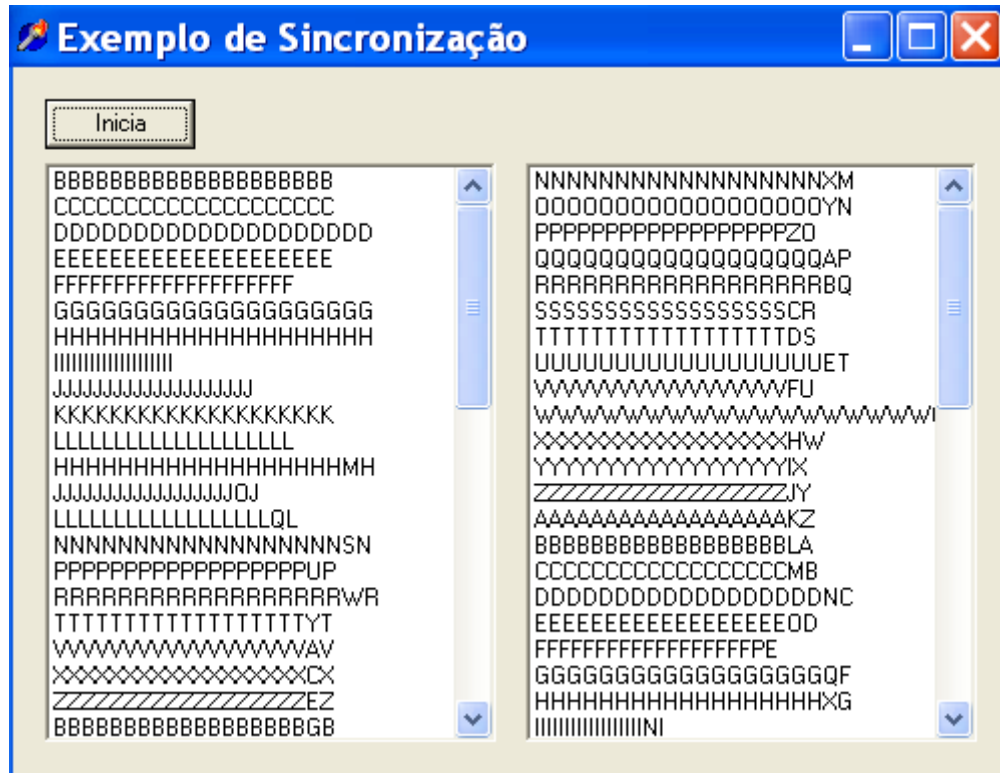 Exemplo de Sincronização
Inicia
BBBBBBBBBBBBBBBBBBBB
CCCCCCCCCCCCCCCCCCCC
DDDDDDDDDDDDDDDDDDDD
EEEEEEEEEEEEEEEEEEEE
FFFFFFFFFFFFFFFFFFFF
GGGGGGGGGGGGGGGGGGGG
HHHHHHHHHHHHHHHHHHHH
IIIIIIIIIIIIIIIIIIII
JJJJJJJJJJJJJJJJJJJJ
KKKKKKKKKKKKKKKKKKKK
LLLLLLLLLLLLLLLLLLLL
HHHHHHHHHHHHHHHHHHMH
JJJJJJJJJJJJJJJJJJOJ
LLLLLLLLLLLLLLLLLLQL
NNNNNNNNNNNNNNNNNNSN
PPPPPPPPPPPPPPPPPPUP
RRRRRRRRRRRRRRRRRRWR
TTTTTTTTTTTTTTTTTTYT
VVVVVVVVVVVVVVVVVVAV
XXXXXXXXXXXXXXXXXXCX
ZZZZZZZZZZZZZZZZZZEZ
BBBBBBBBBBBBBBBBBBGB
NNNNNNNNNNNNNNNNNNXM
OOOOOOOOOOOOOOOOOOYN
PPPPPPPPPPPPPPPPPPZO
QQQQQQQQQQQQQQQQQQAP
RRRRRRRRRRRRRRRRRRBQ
SSSSSSSSSSSSSSSSSSCR
TTTTTTTTTTTTTTTTTTDS
UUUUUUUUUUUUUUUUUUET
VVVVVVVVVVVVVVVVVVFU
WWWWWWWWWWWWWWWWWW
XXXXXXXXXXXXXXXXXXHW
YYYYYYYYYYYYYYYYYYIX
ZZZZZZZZZZZZZZZZZZJY
AAAAAAAAAAAAAAAAAAKZ
BBBBBBBBBBBBBBBBBBLA
CCCCCCCCCCCCCCCCCCMB
DDDDDDDDDDDDDDDDDDNC
EEEEEEEEEEEEEEEEEEOD
FFFFFFFFFFFFFFFFFFPE
GGGGGGGGGGGGGGGGGGQF
HHHHHHHHHHHHHHHHHHXG
IIIIIIIIIIIIIIIIIINI